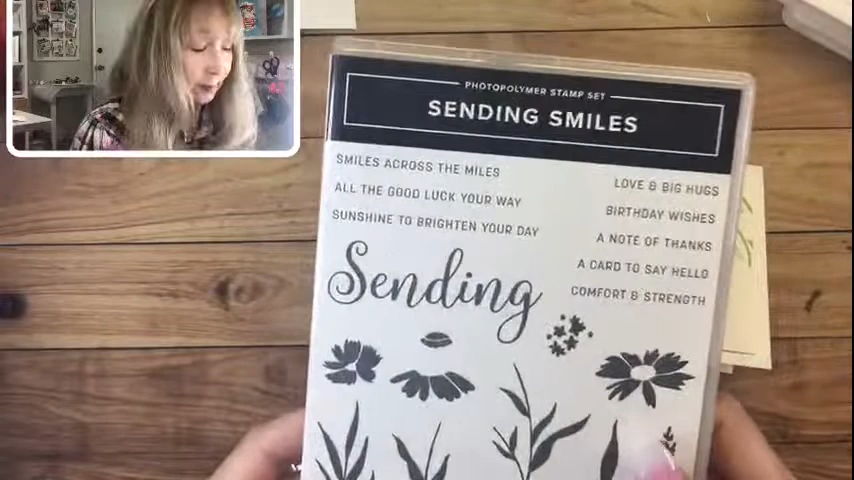 PHOTOPOLYMER STAMP SET
SENDING SMILES
SMILES ACROSS THE MILES
ALL THE GOOD LUCK YOUR WAY
SUNSHINE TO BRIGHTEN YOUR DAY
LOVE & BIG HUGS
BIRTHDAY WISHES
A NOTE OF THANKS
A CARD TO SAY HELLO
COMFORT & STRENGTH
Sending